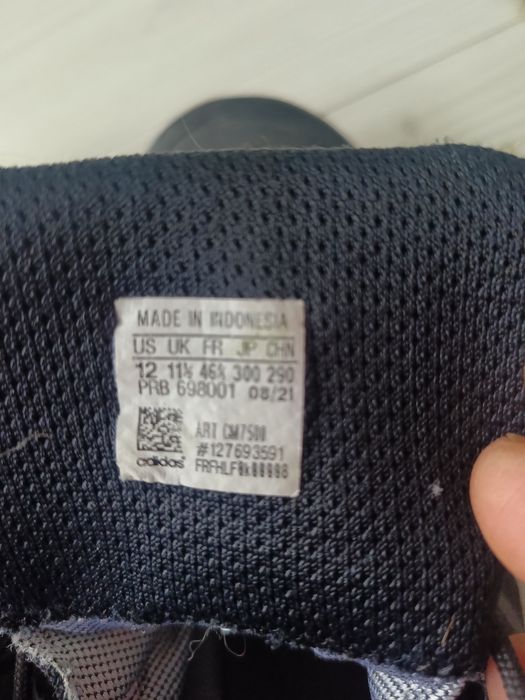 MADE IN INDONESIA
US UK FR JP CHN
12 11½ 46⅔ 300 290
PRB 698001 08/21
ART CM7500
#127693591
adidas